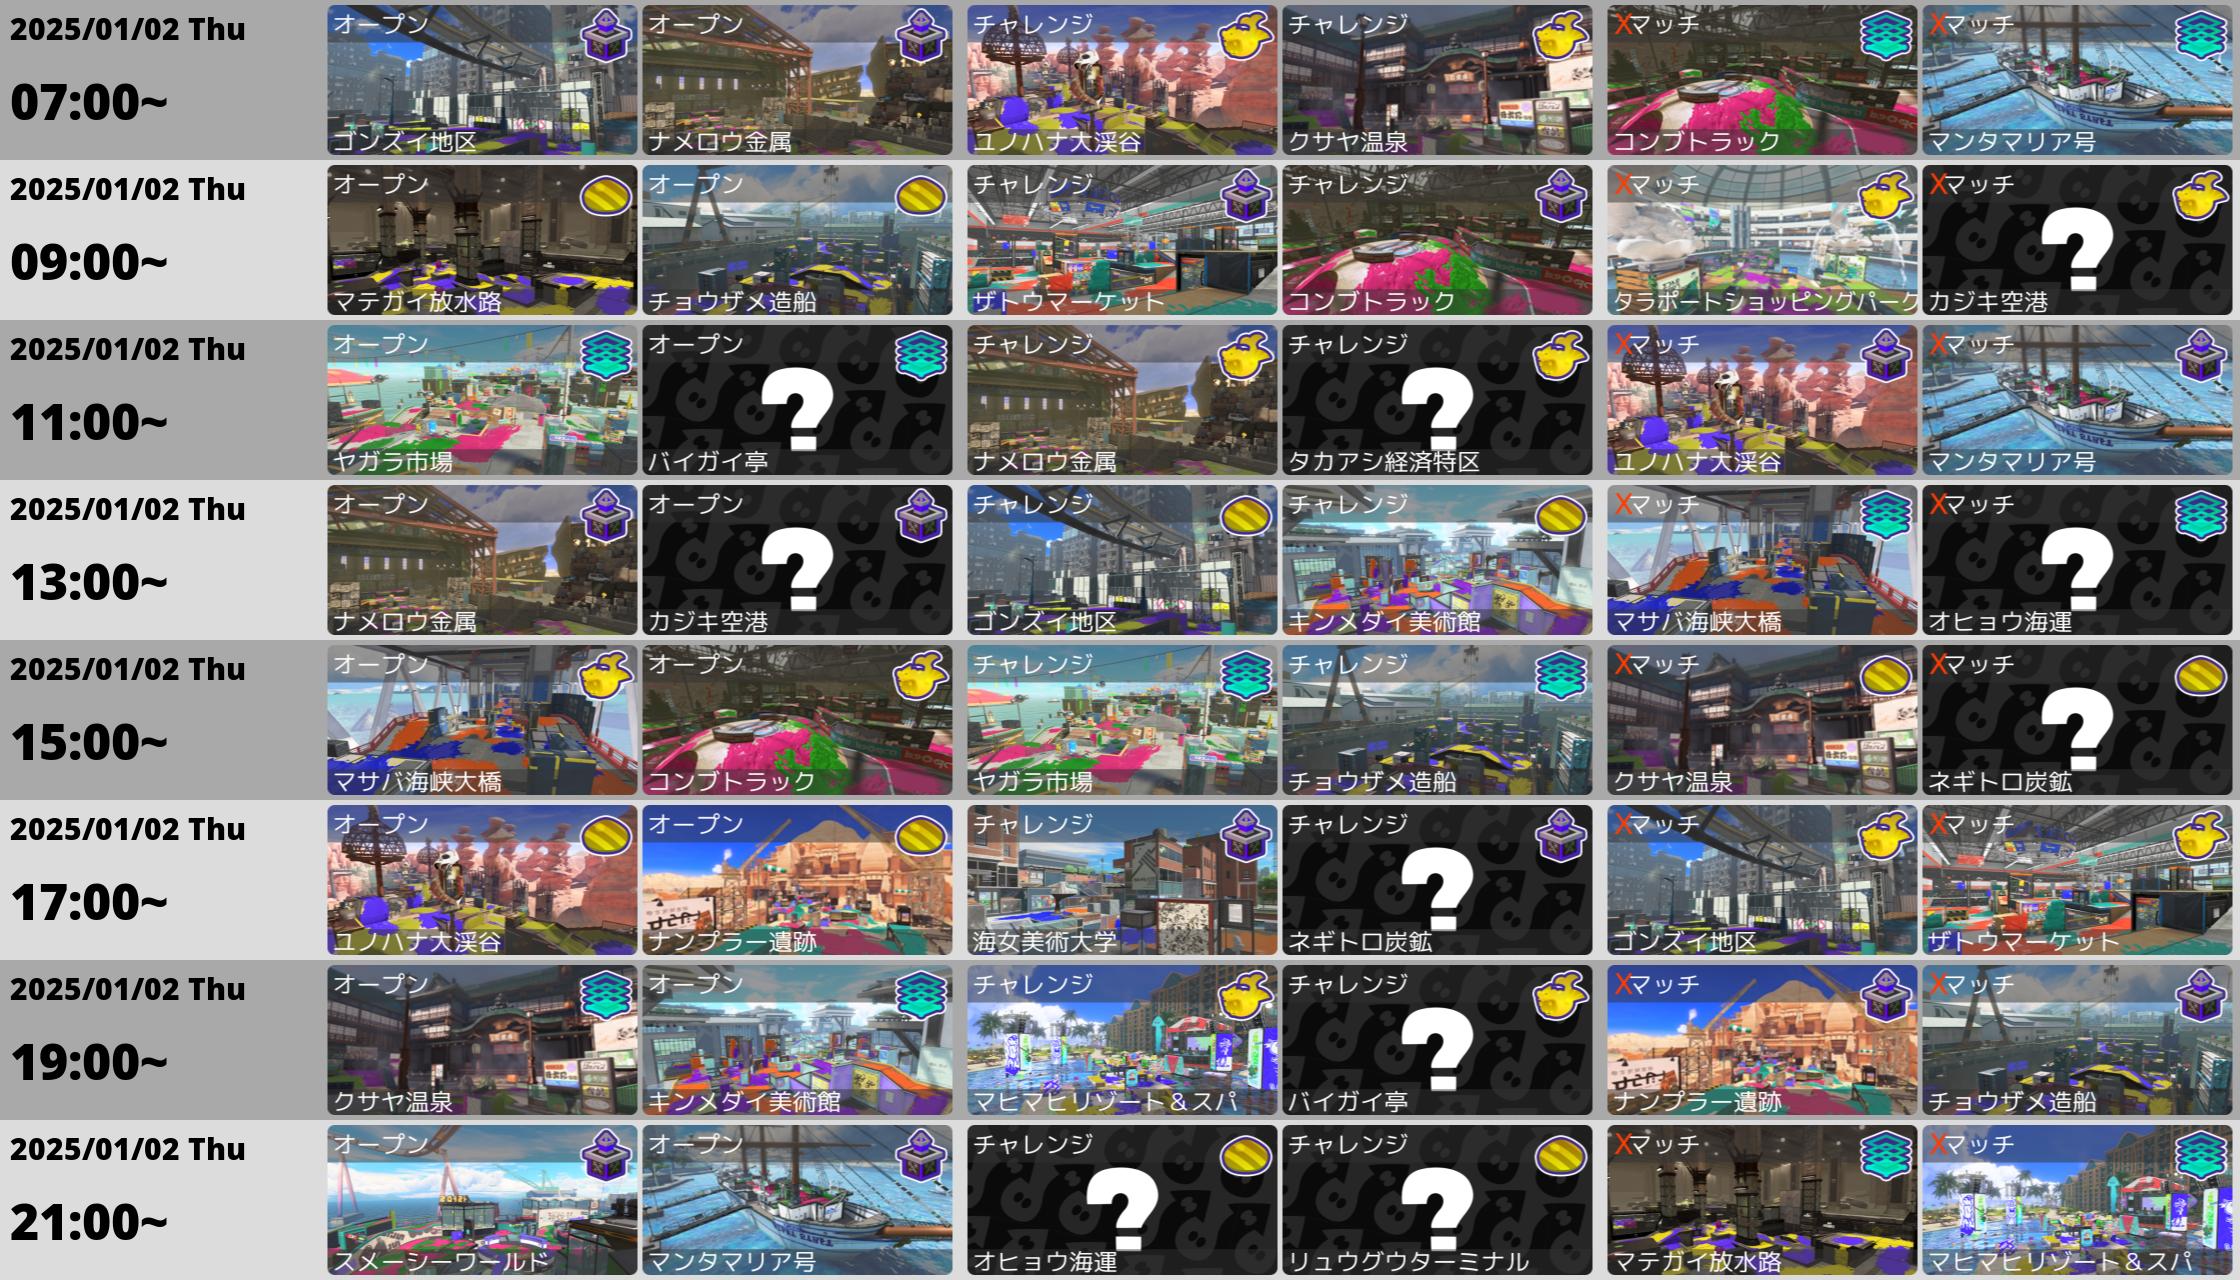 2025/01/02 Thu
07:00~
オープン
ゴンズイ地区
オープン
ナメロウ金属
チャレンジ
ユノハナ大渓谷
チャレンジ
クサヤ温泉
Xマッチ
コンブトラック
Xマッチ
マンタマリア号
2025/01/02 Thu
09:00~
オープン
マテガイ放水路
オープン
チョウザメ造船
チャレンジ
ザトウマーケット
チャレンジ
コンブトラック
Xマッチ
タラポートショッピングパーク
Xマッチ
?
カジキ空港
2025/01/02 Thu
11:00~
オープン
ヤガラ市場
オープン
?
バイガイ亭
チャレンジ
ナメロウ金属
チャレンジ
?
タカアシ経済特区
Xマッチ
ユノハナ大渓谷
Xマッチ
マンタマリア号
2025/01/02 Thu
13:00~
オープン
ナメロウ金属
オープン
?
カジキ空港
チャレンジ
ゴンズイ地区
チャレンジ
キンメダイ美術館
Xマッチ
マサバ海峡大橋
Xマッチ
?
オヒョウ海運
2025/01/02 Thu
15:00~
オープン
マサバ海峡大橋
オープン
コンブトラック
チャレンジ
ヤガラ市場
チャレンジ
チョウザメ造船
Xマッチ
クサヤ温泉
Xマッチ
?
ネギトロ炭鉱
2025/01/02 Thu
17:00~
オープン
ユノハナ大渓谷
オープン
ナンプラー遺跡
チャレンジ
海女美術大学
チャレンジ
?
ネギトロ炭鉱
Xマッチ
ゴンズイ地区
Xマッチ
ザトウマーケット
2025/01/02 Thu
19:00~
オープン
クサヤ温泉
オープン
キンメダイ美術館
チャレンジ
マヒマヒリゾート＆スパ
チャレンジ
?
バイガイ亭
Xマッチ
ナンプラー遺跡
Xマッチ
チョウザメ造船
2025/01/02 Thu
21:00~
オープン
スメーシーワールド
オープン
マンタマリア号
チャレンジ
?
オヒョウ海運
チャレンジ
?
リュウグウターミナル
Xマッチ
マテガイ放水路
Xマッチ
マヒマヒリゾート＆スパ